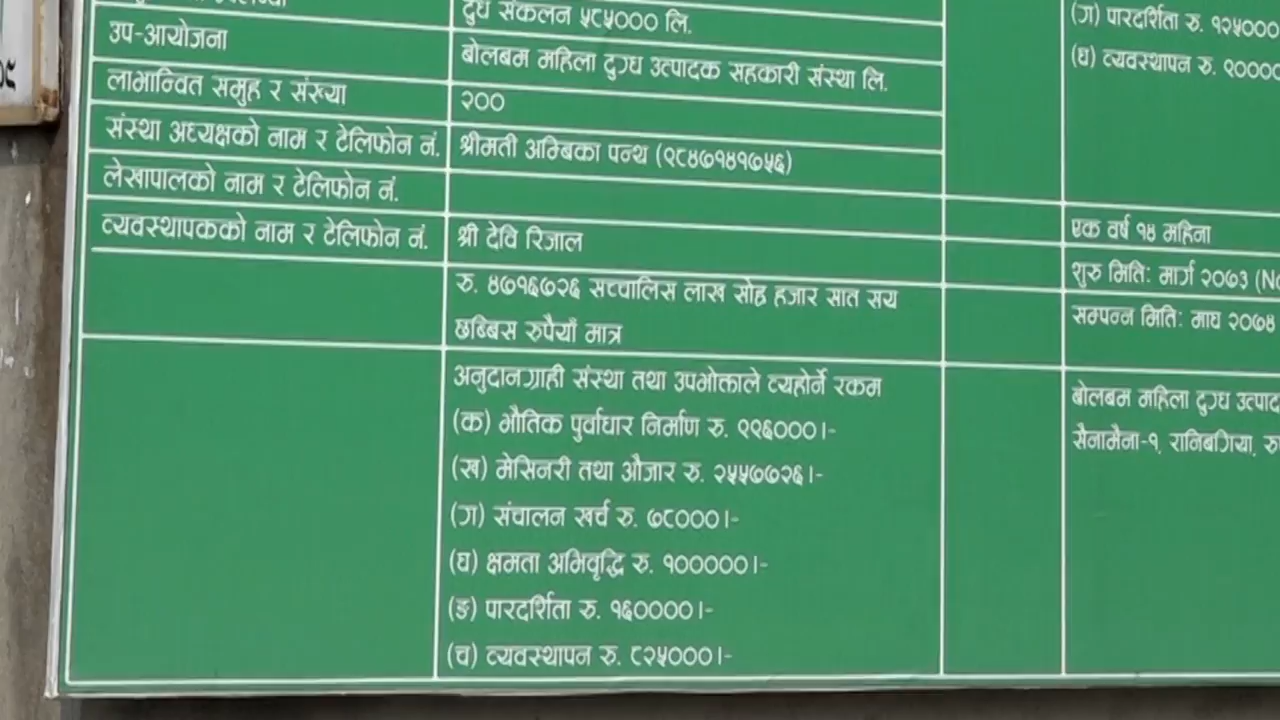 दुध संकलन ५८५००० लि.
उप-आयोजना
बोलबम महिला दुग्ध उत्पादक सहकारी संस्था लि.
लाभान्वित समुह र संख्या
२००
संस्था अध्यक्षको नाम र टेलिफोन नं.
श्रीमती अम्बिका पन्थ (९८४७१४१७५६)
लेखापालको नाम र टेलिफोन नं.
व्यवस्थापकको नाम र टेलिफोन नं.
श्री देवि रिजाल
रु. ४७१६७२६ सच्चालिस लाख सोह्र हजार सात सय
छब्बिस रुपैयाँ मात्र
अनुदानग्राही संस्था तथा उपभोक्ताले व्यहोर्ने रकम
(क) भौतिक पुर्वाधार निर्माण रु. ९९६०००।-
(ख) मेसिनरी तथा औजार रु. २५५७७२६।-
(ग) संचालन खर्च रु. ७८०००।-
(घ) क्षमता अभिवृद्धि रु. १०००००।-
(ङ) पारदर्शिता रु. १६००००।-
(च) व्यवस्थापन रु. ८२५०००।-
(ग) पारदर्शिता रु. १२५०००
(घ) व्यवस्थापन रु. ९००००
एक वर्ष १४ महिना
शुरु मिति: मार्ग २०७३ (No
सम्पन्न मिति: माघ २०७४
बोलबम महिला दुग्ध उत्पाद
सैनामैना-१, रानिबगिया, रु